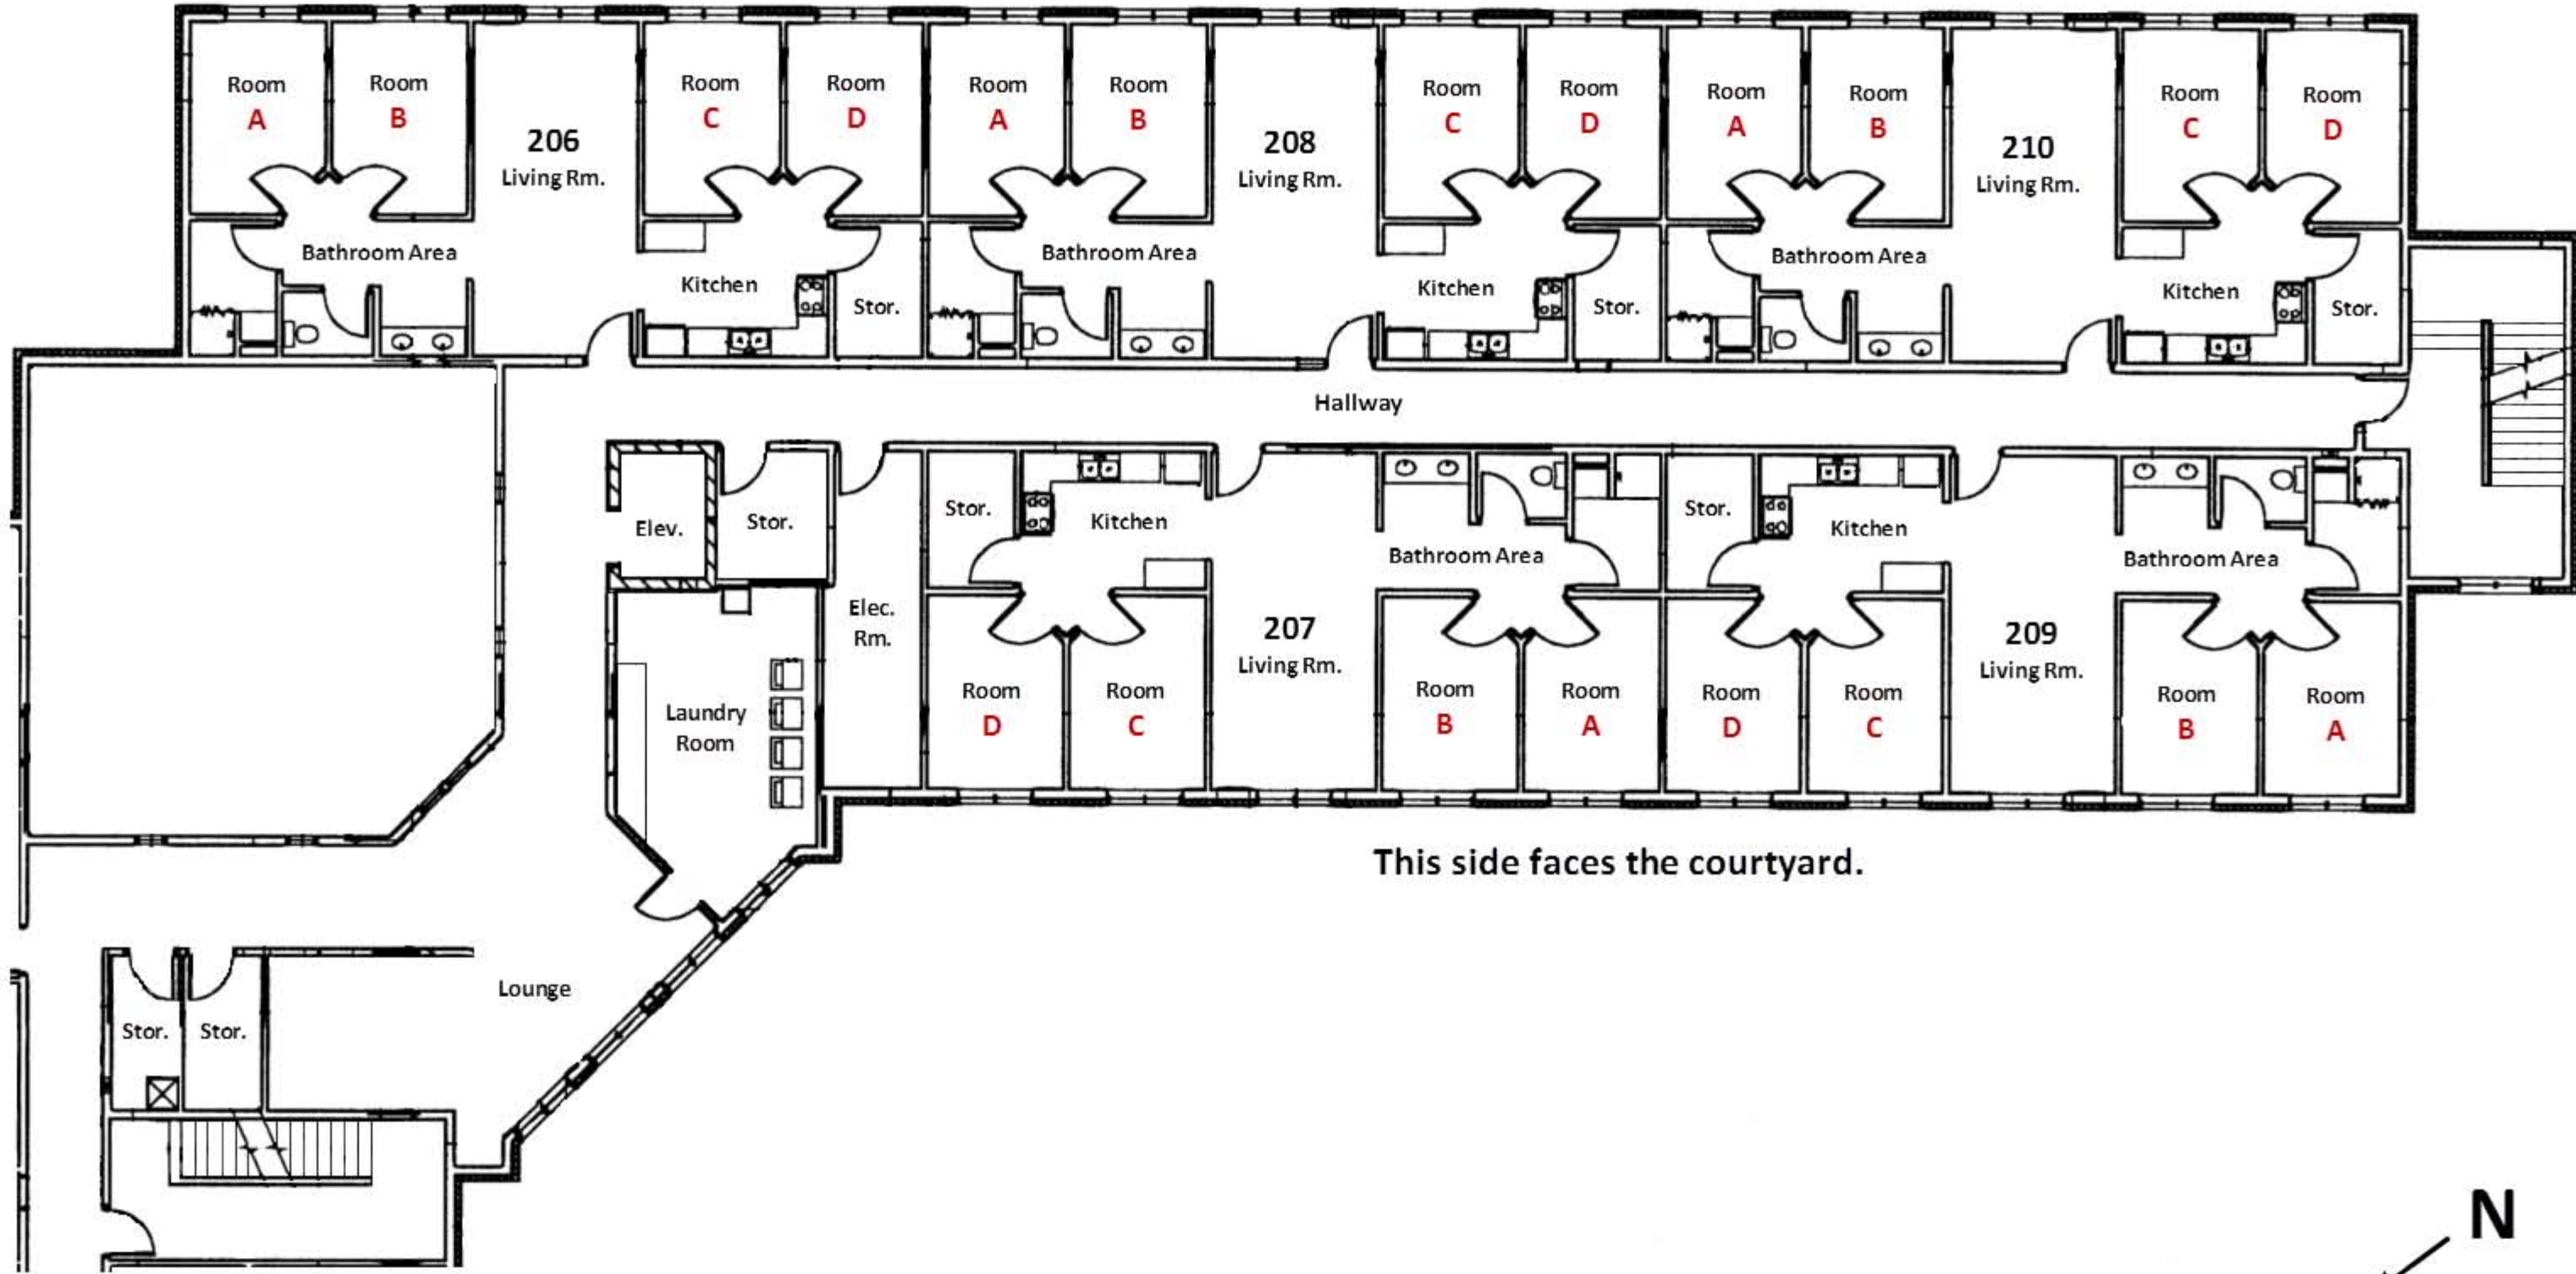 Room
A
Room
B
206
Living Rm.
Room
C
Room
D
Bathroom Area
Kitchen
Stor.
Room
A
Room
B
208
Living Rm.
Room
C
Room
D
Bathroom Area
Kitchen
Stor.
Room
A
Room
B
210
Living Rm.
Room
C
Room
D
Bathroom Area
Kitchen
Stor.
Hallway
Elev.
Stor.
Elec.
Rm.
Laundry
Room
Stor.
Kitchen
Room
D
Room
C
207
Living Rm.
Bathroom Area
Room
B
Room
A
Stor.
Kitchen
Room
D
Room
C
209
Living Rm.
Bathroom Area
Room
B
Room
A
This side faces the courtyard.
Lounge
Stor.
Stor.
N